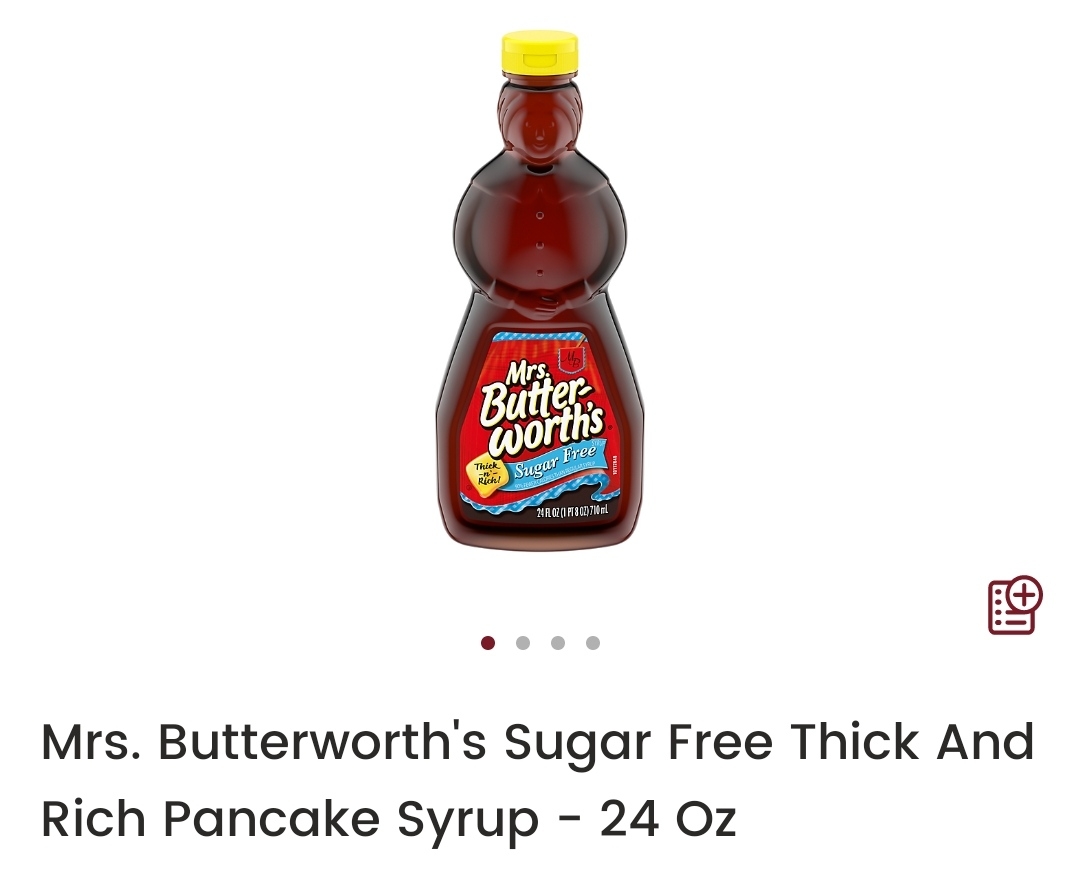 Mrs.
Butter-
worth's
Thick
-n'-
Rich!
Sugar Free
24 FL OZ (1 PT 8 OZ) 710 mL
Mrs. Butterworth's Sugar Free Thick And
Rich Pancake Syrup - 24 Oz